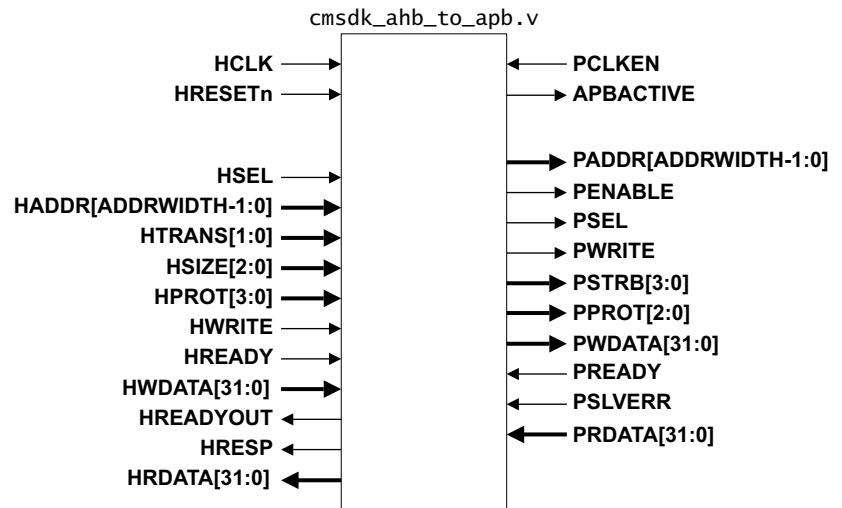 cmsdk_ahb_to_apb.v
HCLK
PCLKEN
HRESETn
APBACTIVE
PADDR[ADDRWIDTH-1:0]
HSEL
PENABLE
HADDR[ADDRWIDTH-1:0]
PSEL
HTRANS[1:0]
PWRITE
HSIZE[2:0]
PSTRB[3:0]
HPROT[3:0]
PPROT[2:0]
HWRITE
PWDATA[31:0]
HREADY
PREADY
HWDATA[31:0]
PSLVERR
HREADYOUT
PRDATA[31:0]
HRESP
HRDATA[31:0]